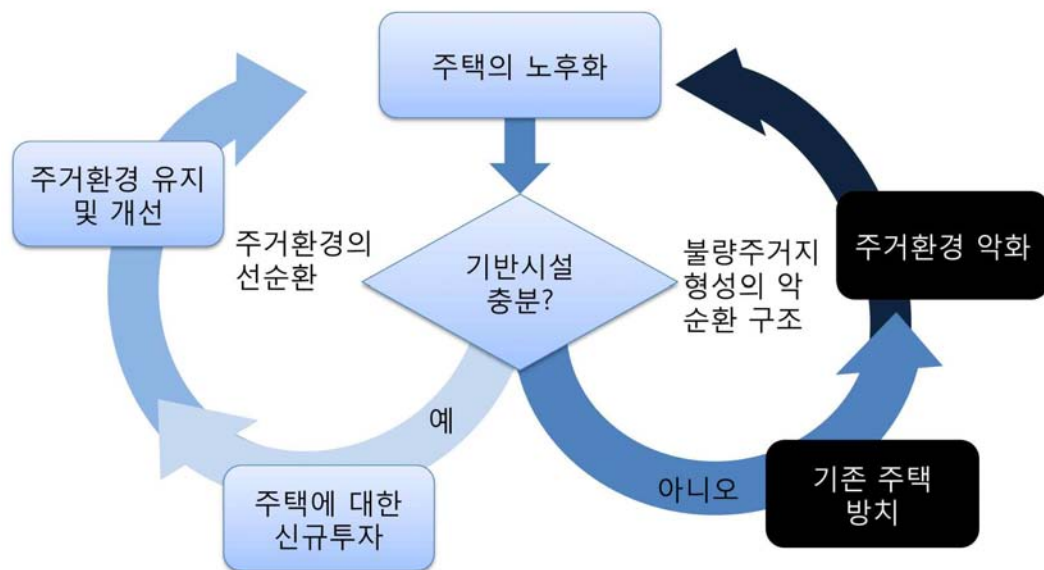 주택의 노후화
주거환경 유지
및 개선
주거환경의
선순환
기반시설
충분?
불량주거지
형성의 악
순환 구조
주거환경 악화
예
아니오
주택에 대한
신규투자
기존 주택
방치